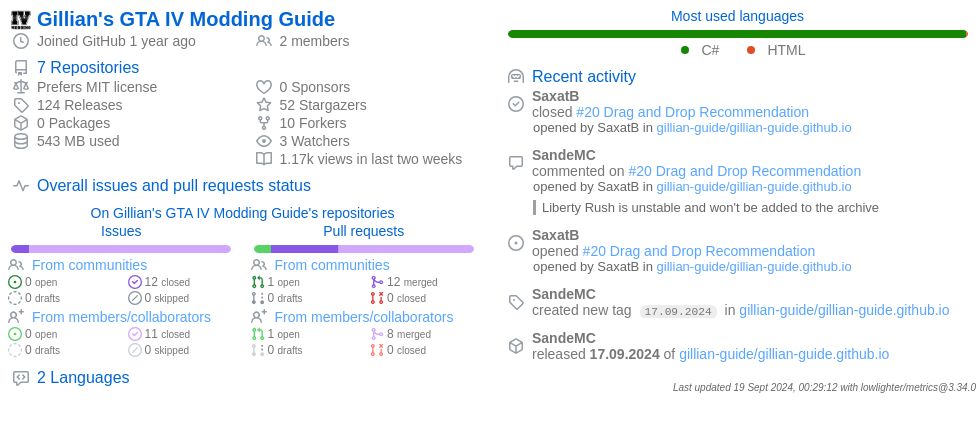 Gillian's GTA IV Modding Guide
Joined GitHub 1 year ago
2 members
7 Repositories
Prefers MIT license
124 Releases
0 Packages
543 MB used
0 Sponsors
52 Stargazers
10 Forkers
3 Watchers
1.17k views in last two weeks
Overall issues and pull requests status
On Gillian's GTA IV Modding Guide's repositories
Issues
From communities
0 open
12 closed
0 drafts
0 skipped
From members/collaborators
0 open
11 closed
0 drafts
0 skipped
Pull requests
From communities
1 open
12 merged
0 drafts
0 closed
From members/collaborators
1 open
8 merged
0 drafts
0 closed
2 Languages
Most used languages
C#
HTML
Recent activity
SaxatB
closed #20 Drag and Drop Recommendation
opened by SaxatB in gillian-guide/gillian-guide.github.io
SandeMC
commented on #20 Drag and Drop Recommendation
opened by SaxatB in gillian-guide/gillian-guide.github.io
Liberty Rush is unstable and won't be added to the archive
SaxatB
opened #20 Drag and Drop Recommendation
opened by SaxatB in gillian-guide/gillian-guide.github.io
SandeMC
created new tag 17.09.2024 in gillian-guide/gillian-guide.github.io
SandeMC
released 17.09.2024 of gillian-guide/gillian-guide.github.io
Last updated 19 Sept 2024, 00:29:12 with lowlighter/metrics@3.34.0